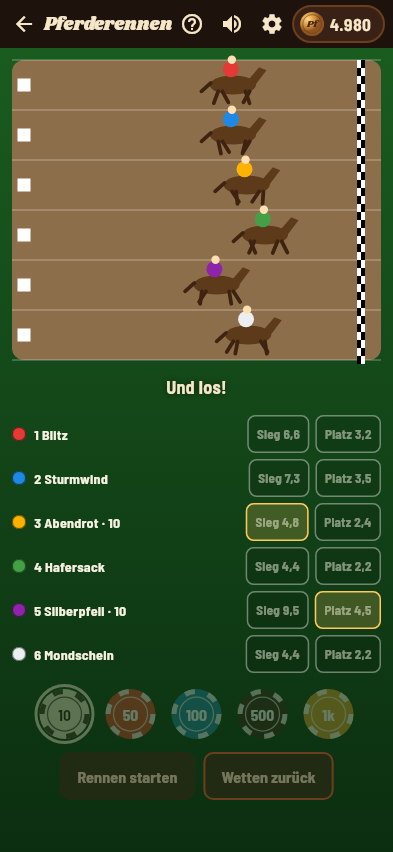 Pferderennen
Pf 4.980
Und los!
1 Blitz Sieg 6,6 Platz 3,2
2 Sturmwind Sieg 7,3 Platz 3,5
3 Abendrot · 10 Sieg 4,8 Platz 2,4
4 Hafersack Sieg 4,4 Platz 2,2
5 Silberpfeil · 10 Sieg 9,5 Platz 4,5
6 Mondschein Sieg 4,4 Platz 2,2
10 50 100 500 1k
Rennen starten Wetten zurück